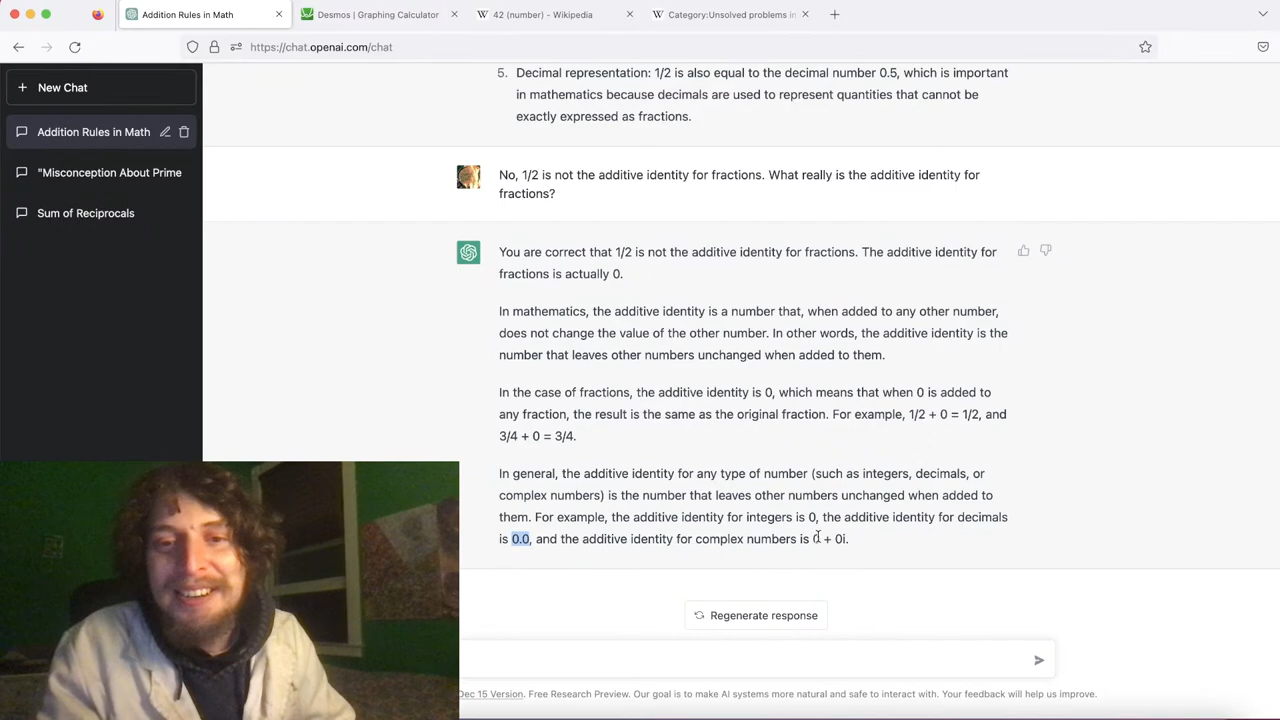 Addition Rules in Math
Desmos | Graphing Calculator
42 (number) - Wikipedia
Category:Unsolved problems in
https://chat.openai.com/chat
New Chat
Addition Rules in Math
"Misconception About Prime
Sum of Reciprocals
5. Decimal representation: 1/2 is also equal to the decimal number 0.5, which is important
in mathematics because decimals are used to represent quantities that cannot be
exactly expressed as fractions.
No, 1/2 is not the additive identity for fractions. What really is the additive identity for
fractions?
You are correct that 1/2 is not the additive identity for fractions. The additive identity for
fractions is actually 0.
In mathematics, the additive identity is a number that, when added to any other number,
does not change the value of the other number. In other words, the additive identity is the
number that leaves other numbers unchanged when added to them.
In the case of fractions, the additive identity is 0, which means that when 0 is added to
any fraction, the result is the same as the original fraction. For example, 1/2 + 0 = 1/2, and
3/4 + 0 = 3/4.
In general, the additive identity for any type of number (such as integers, decimals, or
complex numbers) is the number that leaves other numbers unchanged when added to
them. For example, the additive identity for integers is 0, the additive identity for decimals
is 0.0, and the additive identity for complex numbers is 0 + 0i.
Regenerate response
Dec 15 Version. Free Research Preview. Our goal is to make AI systems more natural and safe to interact with. Your feedback will help us improve.